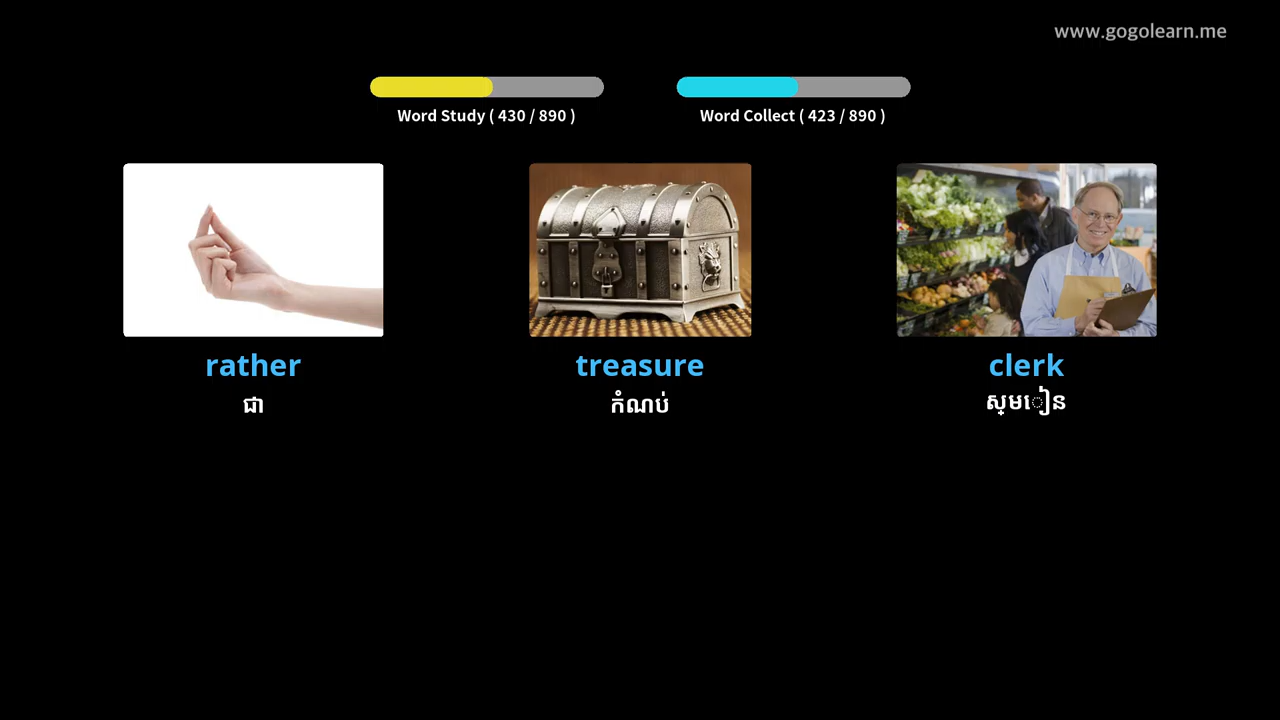 www.gogolearn.me
Word Study ( 430 / 890 )
Word Collect ( 423 / 890 )
rather
treasure
clerk
ជា
កំណប់
ស្មៀន